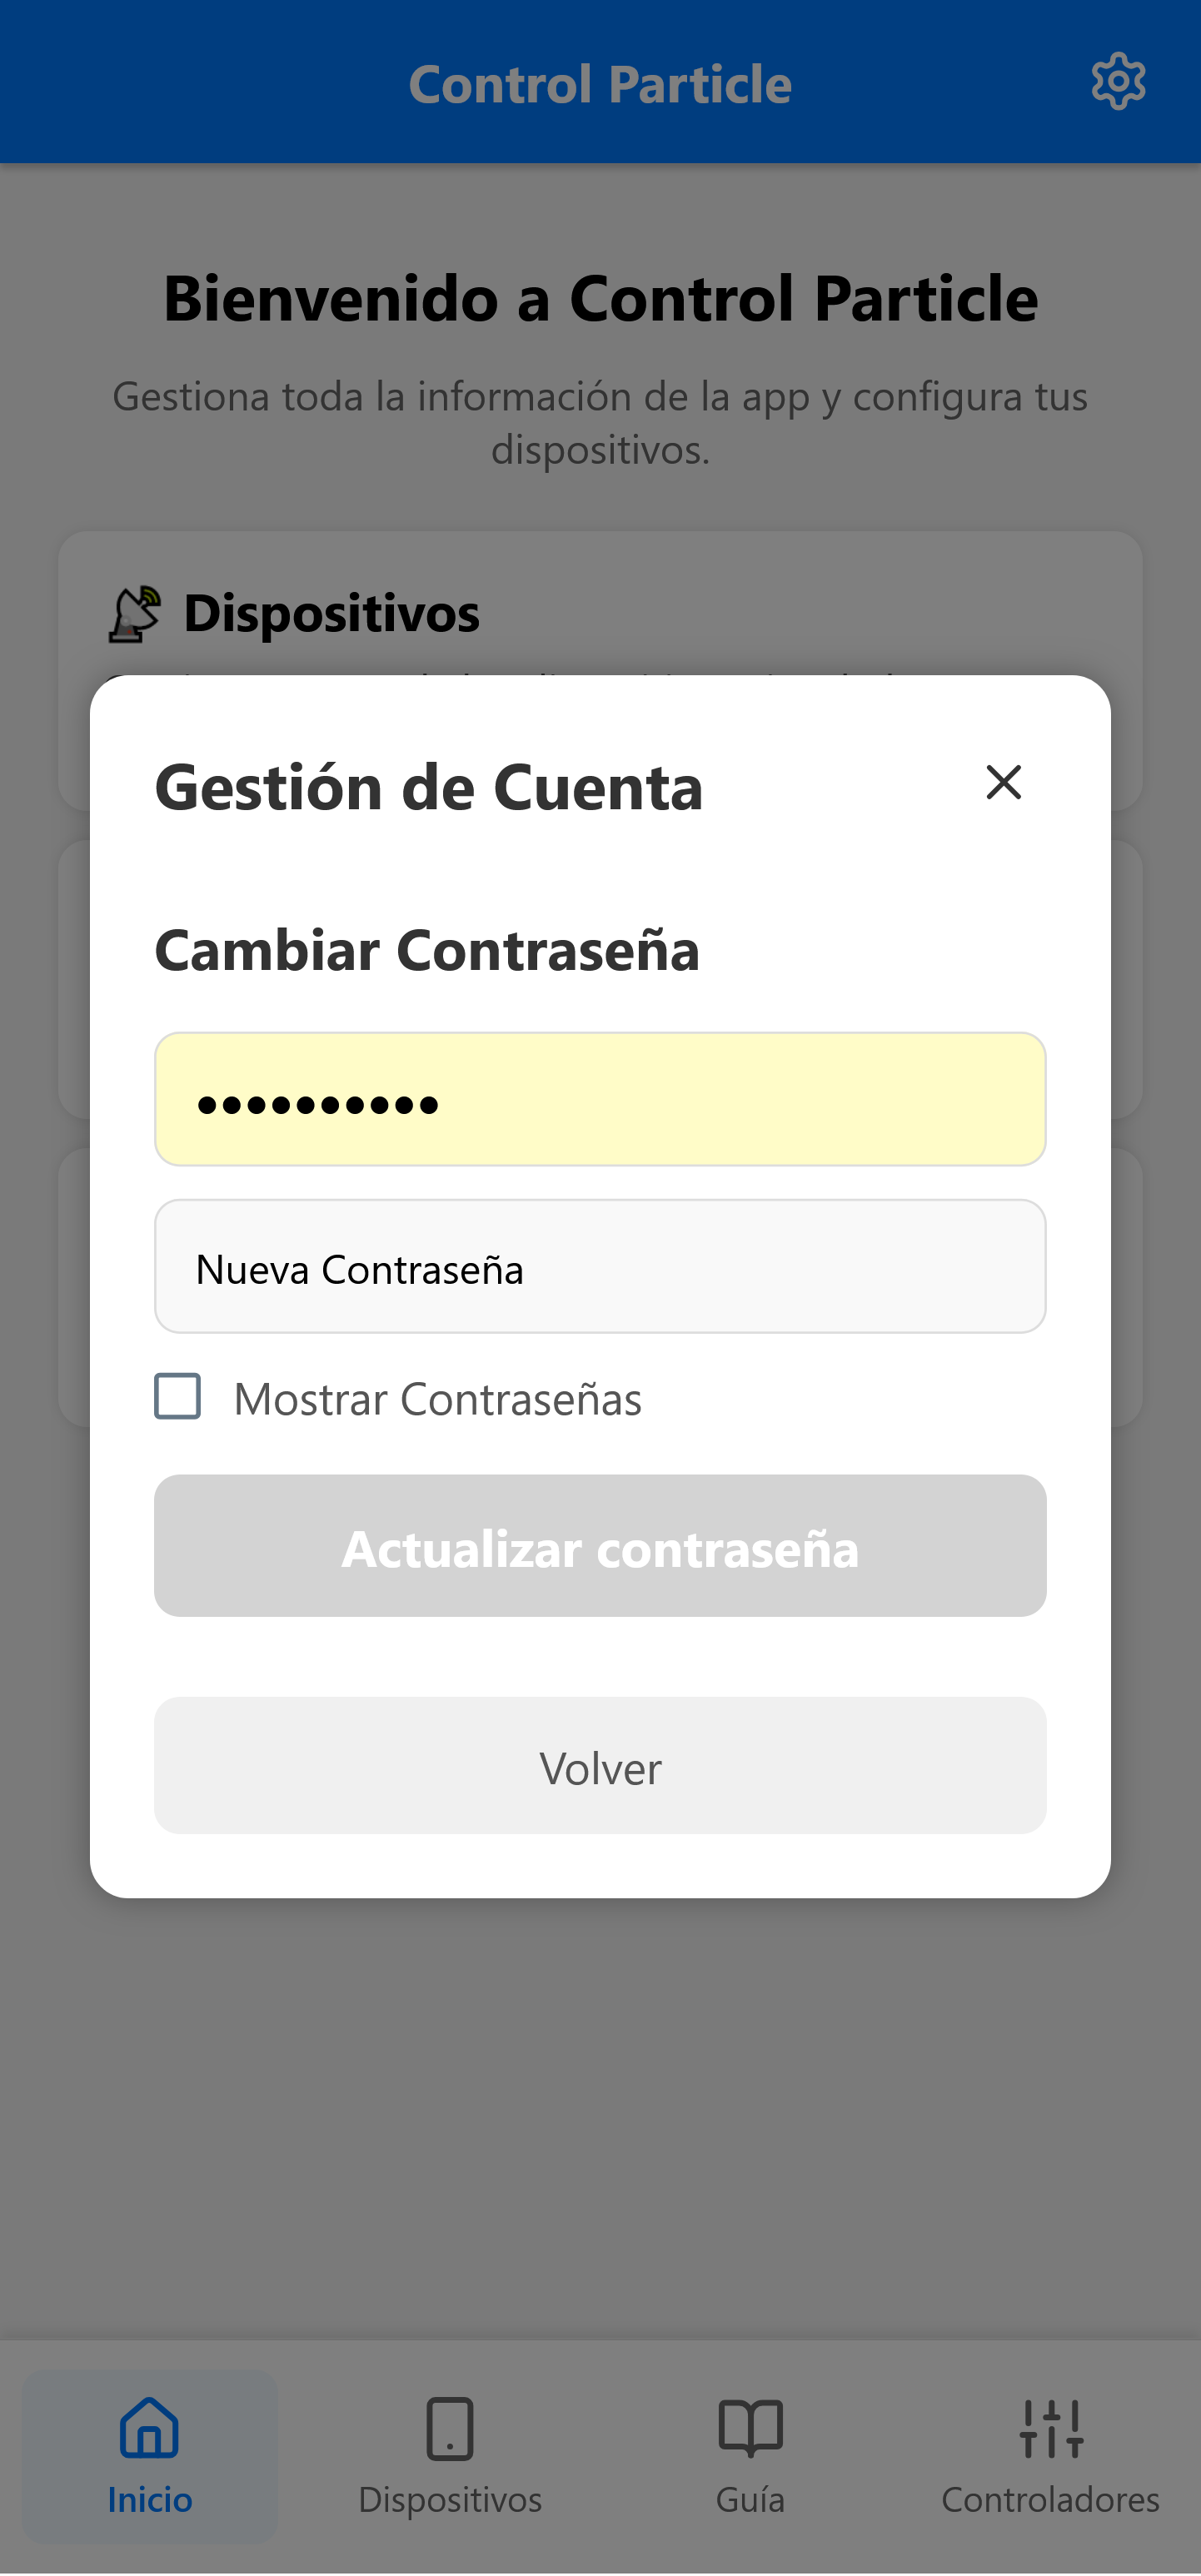 Control Particle
Bienvenido a Control Particle
Gestiona toda la información de la app y configura tus
dispositivos.
Dispositivos
Gestión de Cuenta
Cambiar Contraseña
••••••••••
Nueva Contraseña
Mostrar Contraseñas
Actualizar contraseña
Volver
Inicio
Dispositivos
Guía
Controladores